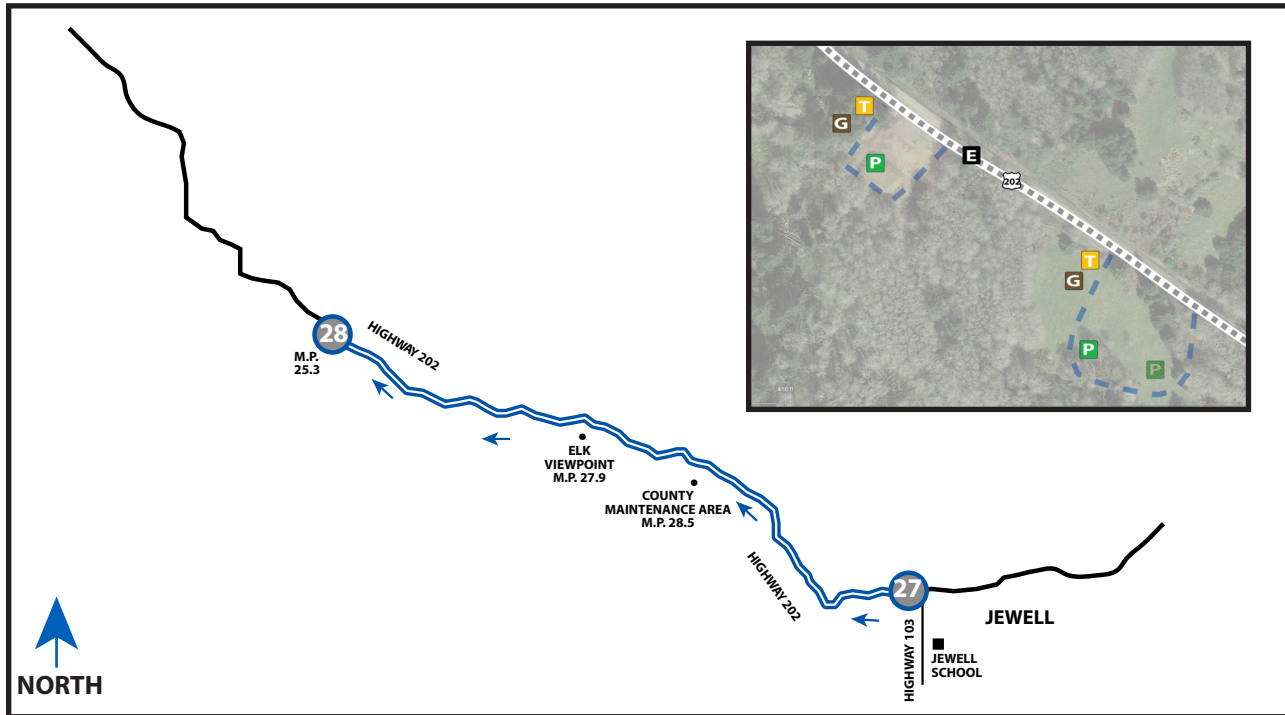 T
G
E
P
202
T
G
P
P
28
HIGHWAY 202
M.P.
25.3
ELK
VIEWPOINT
M.P. 27.9
COUNTY
MAINTENANCE AREA
M.P. 28.5
HIGHWAY 202
27
JEWELL
HIGHWAY 103
JEWELL
SCHOOL
NORTH